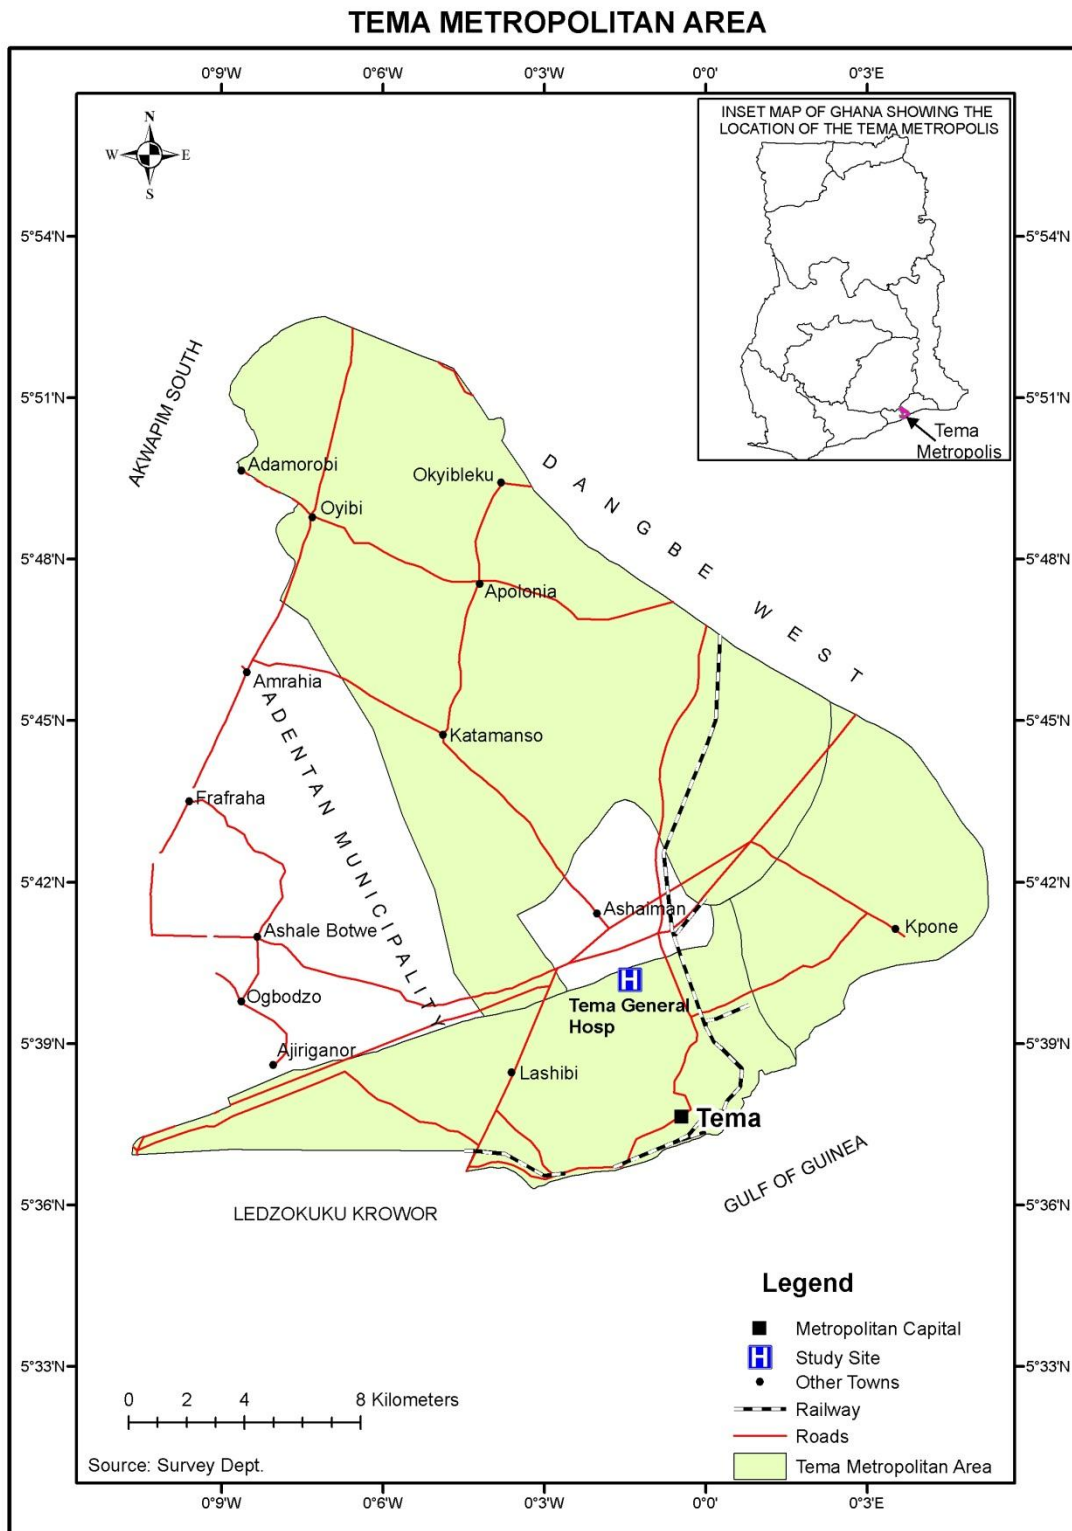 TEMA METROPOLITAN AREA
0°9'W 0°6'W 0°3'W 0°0' 0°3'E
INSET MAP OF GHANA SHOWING THE
LOCATION OF THE TEMA METROPOLIS
Tema
Metropolis
N
W E
S
5°54'N 5°54'N
5°51'N 5°51'N
AKWAPIM SOUTH
DANGBE WEST
Adamorobi
Okyibleku
Oyibi
5°48'N 5°48'N
Apolonia
Amrahia
ADENTAN MUNICIPALITY
5°45'N 5°45'N
Katamanso
Frafraha
5°42'N 5°42'N
Ashaiman
Kpone
Ashale Botwe
H
Tema General
Hosp
Ogbodzo
5°39'N 5°39'N
Ajiriganor
Lashibi
Tema
GULF OF GUINEA
5°36'N 5°36'N
LEDZOKUKU KROWOR
Legend
Metropolitan Capital
H Study Site
Other Towns
Railway
Roads
Tema Metropolitan Area
5°33'N 5°33'N
0 2 4 8 Kilometers
Source: Survey Dept.
0°9'W 0°6'W 0°3'W 0°0' 0°3'E